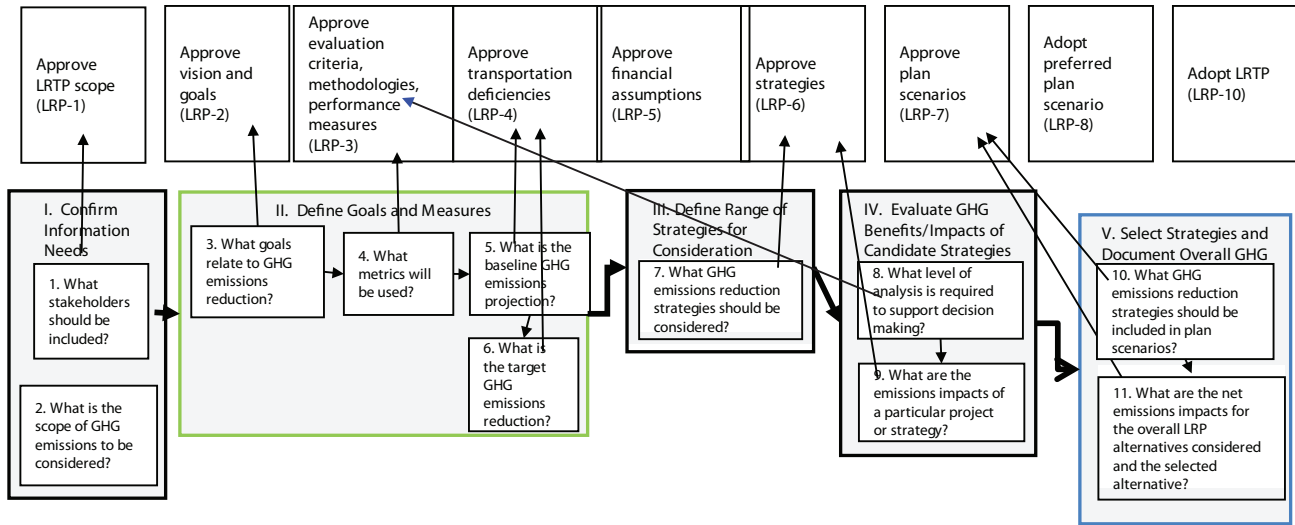 Approve
LRTP scope
(LRP-1)
Approve
vision and
goals
(LRP-2)
Approve
evaluation
criteria,
methodologies,
performance
measures
(LRP-3)
Approve
transportation
deficiencies
(LRP-4)
Approve
financial
assumptions
(LRP-5)
Approve
strategies
(LRP-6)
Approve
plan
scenarios
(LRP-7)
Adopt
preferred
plan
scenario
(LRP-8)
Adopt LRTP
(LRP-10)
I. Confirm
Information
Needs
1. What
stakeholders
should be
included?
2. What is the
scope of GHG
emissions to be
considered?
II. Define Goals and Measures
3. What goals
relate to GHG
emissions
reduction?
4. What
metrics will
be used?
5. What is the
baseline GHG
emissions
projection?
6. What is
the target
GHG
emissions
reduction?
III. Define Range of
Strategies for
Consideration
7. What GHG
emissions reduction
strategies should be
considered?
IV. Evaluate GHG
Benefits/Impacts of
Candidate Strategies
8. What level of
analysis is required
to support decision
making?
9. What are the
emissions impacts of
a particular project
or strategy?
V. Select Strategies and
Document Overall GHG
10. What GHG
emissions reduction
strategies should be
included in plan
scenarios?
11. What are the net
emissions impacts for
the overall LRP
alternatives considered
and the selected
alternative?